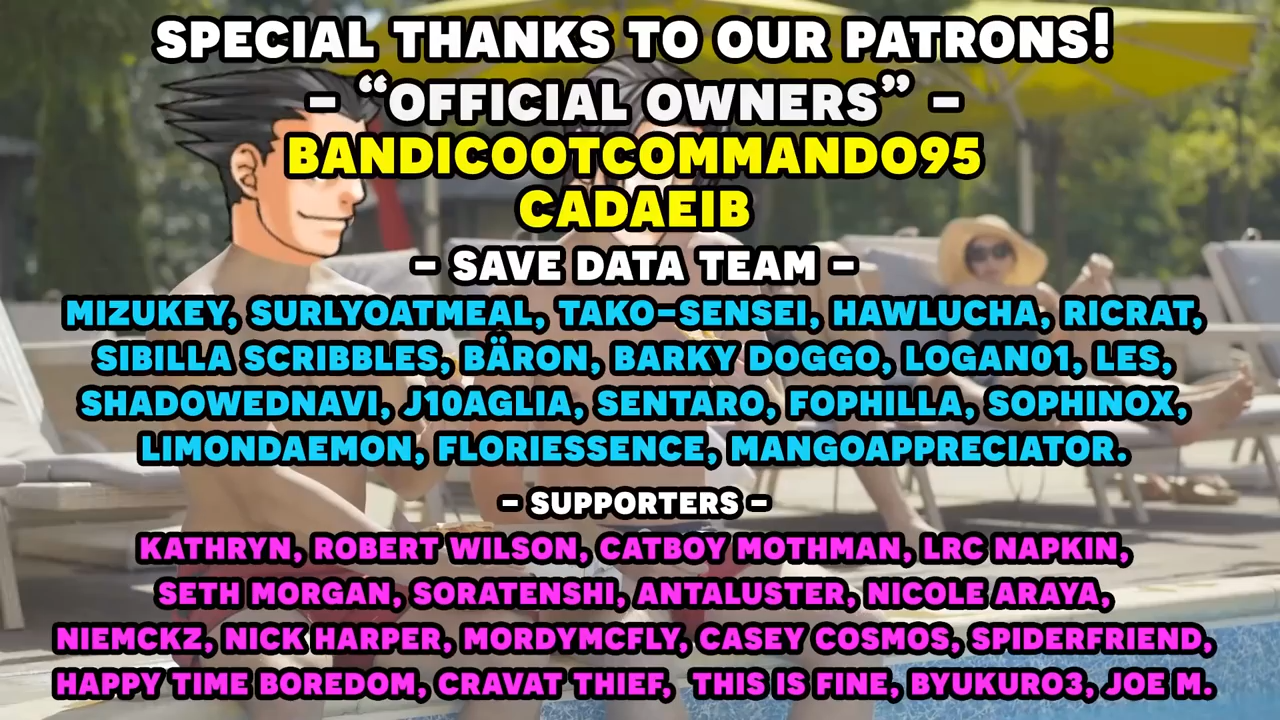 SPECIAL THANKS TO OUR PATRONS!
- “OFFICIAL OWNERS” -
BANDICOOTCOMMANDO95
CADAEIB
- SAVE DATA TEAM -
MIZUKEY, SURLYOATMEAL, TAKO-SENSEI, HAWLUCHA, RICRAT,
SIBILLA SCRIBBLES, BÄRON, BARKY DOGGO, LOGAN01, LES,
SHADOWEDNAVI, J10AGLIA, SENTARO, FOPHILLA, SOPHINOX,
LIMONDAEMON, FLORIESSENCE, MANGOAPPRECIATOR.
- SUPPORTERS -
KATHRYN, ROBERT WILSON, CATBOY MOTHMAN, LRC NAPKIN,
SETH MORGAN, SORATENSHI, ANTALUSTER, NICOLE ARAYA,
NIEMCKZ, NICK HARPER, MORDYMCFLY, CASEY COSMOS, SPIDERFRIEND,
HAPPY TIME BOREDOM, CRAVAT THIEF, THIS IS FINE, BYUKURO3, JOE M.